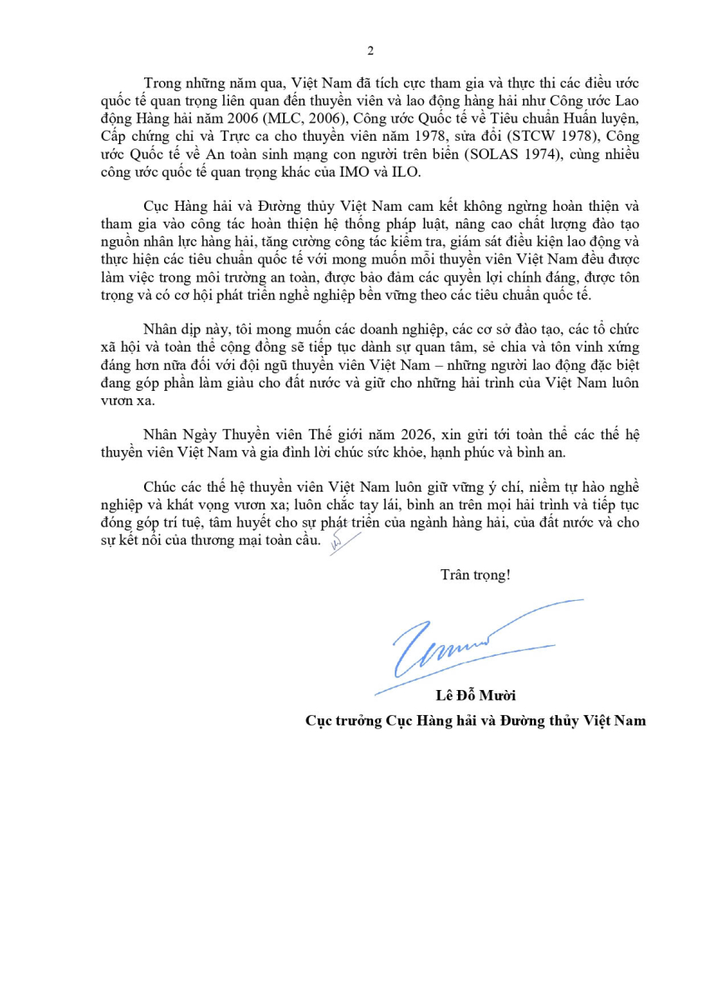 2
Trong những năm qua, Việt Nam đã tích cực tham gia và thực thi các điều ước
quốc tế quan trọng liên quan đến thuyền viên và lao động hàng hải như Công ước Lao
động Hàng hải năm 2006 (MLC, 2006), Công ước Quốc tế về Tiêu chuẩn Huấn luyện,
Cấp chứng chỉ và Trực ca cho thuyền viên năm 1978, sửa đổi (STCW 1978), Công
ước Quốc tế về An toàn sinh mạng con người trên biển (SOLAS 1974), cùng nhiều
công ước quốc tế quan trọng khác của IMO và ILO.
Cục Hàng hải và Đường thủy Việt Nam cam kết không ngừng hoàn thiện và
tham gia vào công tác hoàn thiện hệ thống pháp luật, nâng cao chất lượng đào tạo
nguồn nhân lực hàng hải, tăng cường công tác kiểm tra, giám sát điều kiện lao động và
thực hiện các tiêu chuẩn quốc tế với mong muốn mỗi thuyền viên Việt Nam đều được
làm việc trong môi trường an toàn, được bảo đảm các quyền lợi chính đáng, được tôn
trọng và có cơ hội phát triển nghề nghiệp bền vững theo các tiêu chuẩn quốc tế.
Nhân dịp này, tôi mong muốn các doanh nghiệp, các cơ sở đào tạo, các tổ chức
xã hội và toàn thể cộng đồng sẽ tiếp tục dành sự quan tâm, sẻ chia và tôn vinh xứng
đáng hơn nữa đối với đội ngũ thuyền viên Việt Nam – những người lao động đặc biệt
đang góp phần làm giàu cho đất nước và giữ cho những hải trình của Việt Nam luôn
vươn xa.
Nhân Ngày Thuyền viên Thế giới năm 2026, xin gửi tới toàn thể các thế hệ
thuyền viên Việt Nam và gia đình lời chúc sức khỏe, hạnh phúc và bình an.
Chúc các thế hệ thuyền viên Việt Nam luôn giữ vững ý chí, niềm tự hào nghề
nghiệp và khát vọng vươn xa; luôn chắc tay lái, bình an trên mọi hải trình và tiếp tục
đóng góp trí tuệ, tâm huyết cho sự phát triển của ngành hàng hải, của đất nước và cho
sự kết nối của thương mại toàn cầu.
Trân trọng!
Lê Đỗ Mười
Cục trưởng Cục Hàng hải và Đường thủy Việt Nam